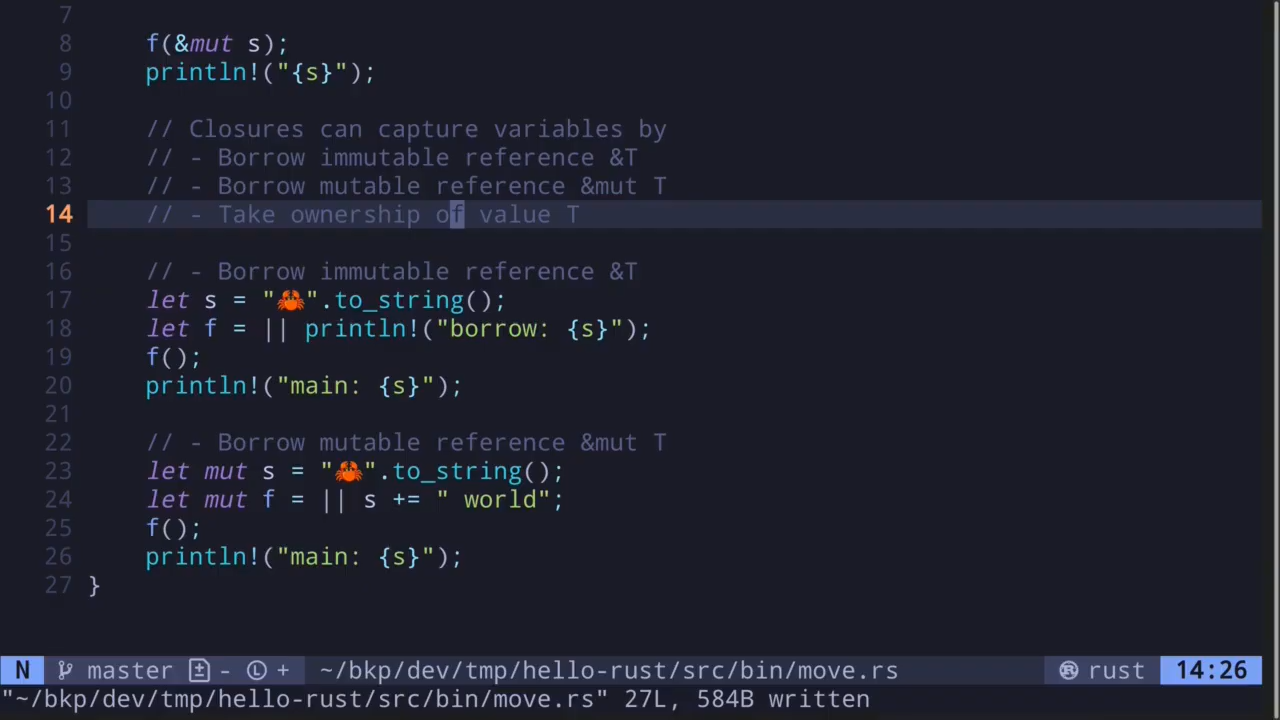 7
8 f(&mut s);
9 println!("{s}");
10
11 // Closures can capture variables by
12 // - Borrow immutable reference &T
13 // - Borrow mutable reference &mut T
14 // - Take ownership of value T
15
16 // - Borrow immutable reference &T
17 let s = "🦀".to_string();
18 let f = || println!("borrow: {s}");
19 f();
20 println!("main: {s}");
21
22 // - Borrow mutable reference &mut T
23 let mut s = "🦀".to_string();
24 let mut f = || s += " world";
25 f();
26 println!("main: {s}");
27 }
N master - L + ~/bkp/dev/tmp/hello-rust/src/bin/move.rs rust 14:26
"~/bkp/dev/tmp/hello-rust/src/bin/move.rs" 27L, 584B written